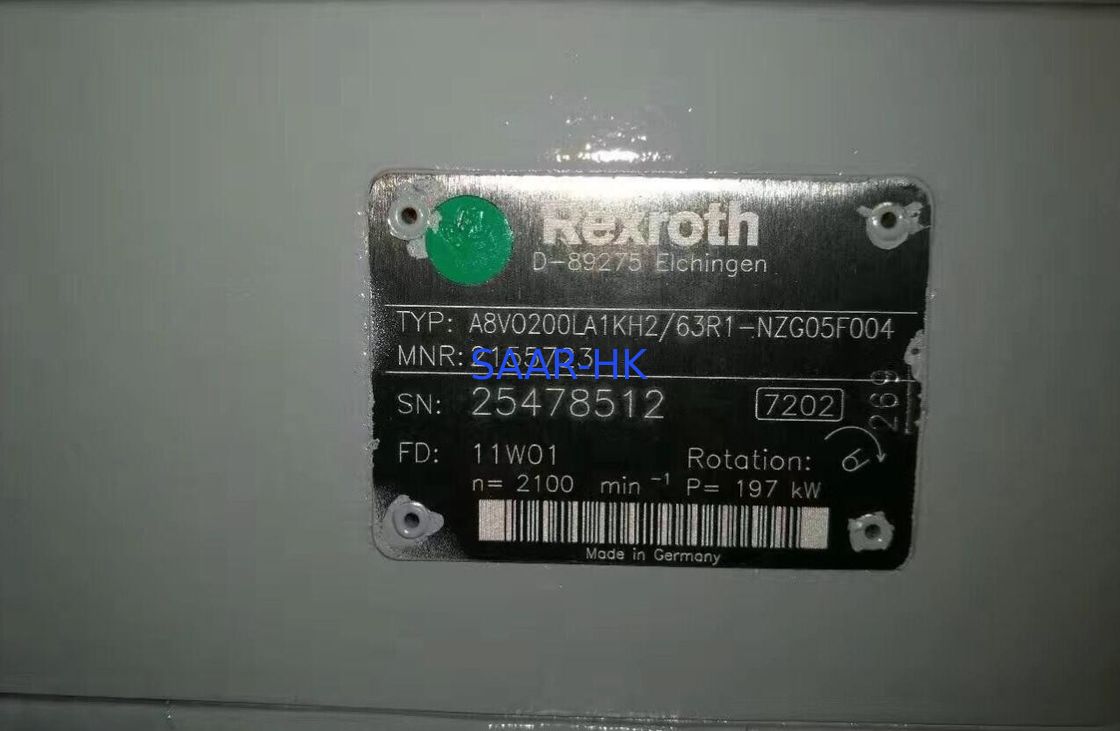 Rexroth
D-89275 Elchingen
TYP: A8VO200LA1KH2/63R1-NZG05F004
MNR:
SAAR-HK
SN: 25478512 7202
269
FD: 11W01 Rotation:
n= 2100 min⁻¹ P= 197 kW
Made in Germany